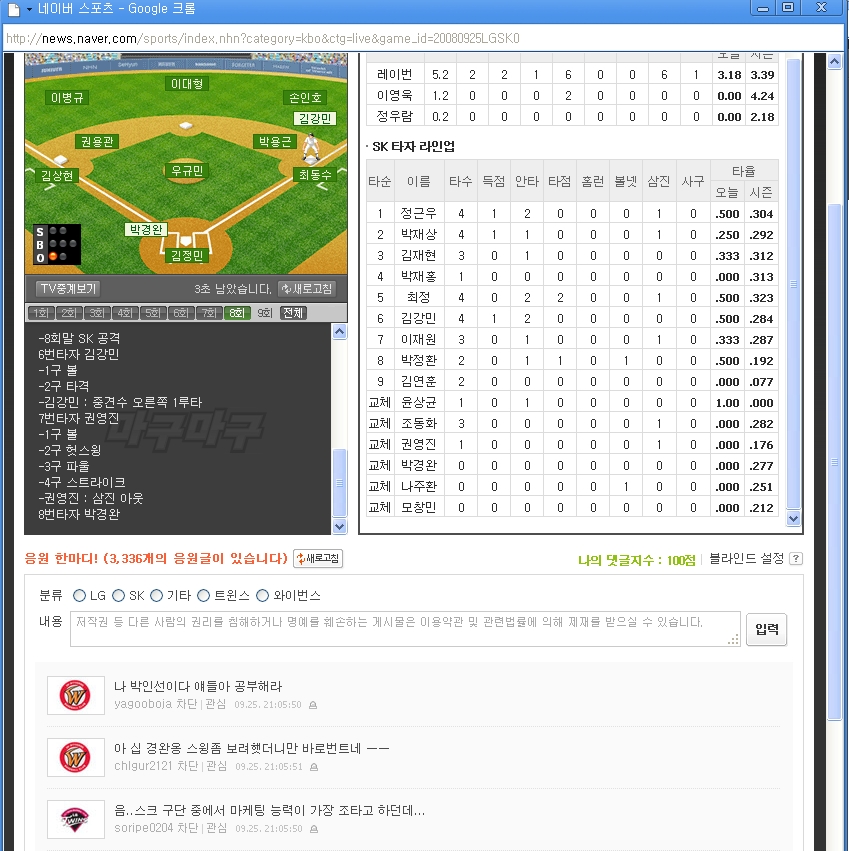 네이버 스포츠 - Google 크롬
http://news.naver.com/sports/index.nhn?category=kbo&ctg=live&game_id=20080925LGSK0
이대형
이병규 손인호
김강민
권용관 박용근
김상현 우규민 최동수
박경완
김정민
S
B
O
TV중계보기 3초 남았습니다. 새로고침
1회 2회 3회 4회 5회 6회 7회 8회 9회 전체
-8회말 SK 공격
6번타자 김강민
-1구 볼
-2구 타격
-김강민 : 중견수 오른쪽 1루타
7번타자 권영진
-1구 볼
-2구 헛스윙
-3구 파울
-4구 스트라이크
-권영진 : 삼진 아웃
8번타자 박경완
마구마구
오늘 시즌
레이번 5.2 2 2 1 6 0 0 6 1 3.18 3.39
이영욱 1.2 0 0 0 2 0 0 0 0 0.00 4.24
정우람 0.2 0 0 0 0 0 0 0 0 0.00 2.18
· SK 타자 라인업
타순 이름 타수 득점 안타 타점 홈런 볼넷 삼진 사구 타율
오늘 시즌
1 정근우 4 1 2 0 0 0 1 0 .500 .304
2 박재상 4 1 1 0 0 0 1 0 .250 .292
3 김재현 3 0 1 0 0 0 0 0 .333 .312
4 박재홍 1 0 0 0 0 0 0 0 .000 .313
5 최정 4 0 2 2 0 0 1 0 .500 .323
6 김강민 4 1 2 0 0 0 0 0 .500 .284
7 이재원 3 0 1 0 0 0 1 0 .333 .287
8 박정환 2 0 1 1 0 1 0 0 .500 .192
9 김연훈 2 0 0 0 0 0 0 0 .000 .077
교체 윤상균 1 0 1 0 0 0 0 0 1.00 .000
교체 조동화 3 0 0 0 0 0 1 0 .000 .282
교체 권영진 1 0 0 0 0 0 1 0 .000 .176
교체 박경완 0 0 0 0 0 0 0 0 .000 .277
교체 나주환 0 0 0 0 0 1 0 0 .000 .251
교체 모창민 0 0 0 0 0 0 0 0 .000 .212
응원 한마디! (3,336개의 응원글이 있습니다) 새로고침 나의 댓글지수 : 100점 블라인드 설정 ?
분류 LG SK 기타 트윈스 와이번스
내용 저작권 등 다른 사람의 권리를 침해하거나 명예를 훼손하는 게시물은 이용약관 및 관련법률에 의해 제재를 받으실 수 있습니다. 입력
나 박인선이다 얘들아 공부해라
yagooboja 차단 | 관심 09.25. 21:05:50
아 십 경완옹 스윙좀 보려햇더니만 바로번트네 ㅡㅡ
chlgur2121 차단 | 관심 09.25. 21:05:51
음..스크 구단 중에서 마케팅 능력이 가장 조타고 하던데...
soripe0204 차단 | 관심 09.25. 21:05:50